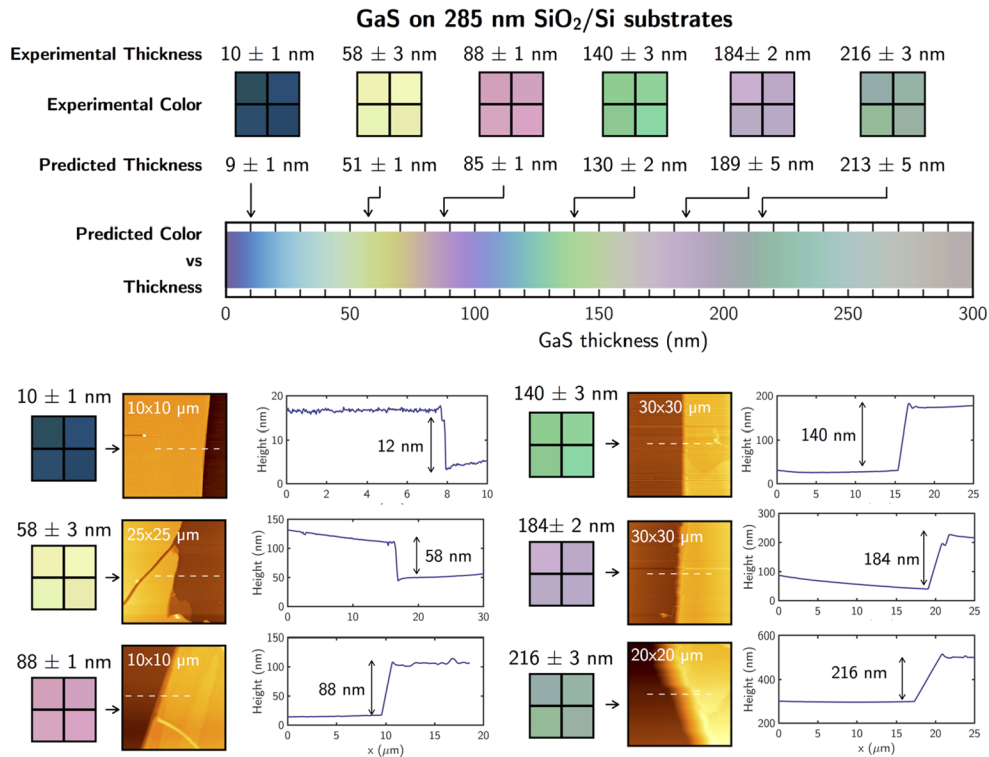 GaS on 285 nm SiO₂/Si substrates
Experimental Thickness 10 ± 1 nm 58 ± 3 nm 88 ± 1 nm 140 ± 3 nm 184± 2 nm 216 ± 3 nm
Experimental Color
Predicted Thickness 9 ± 1 nm 51 ± 1 nm 85 ± 1 nm 130 ± 2 nm 189 ± 5 nm 213 ± 5 nm
Predicted Color
vs
Thickness
0 50 100 150 200 250 300
GaS thickness (nm)
10 ± 1 nm
10x10 µm
Height (nm)
20
10
0
12 nm
0 2 4 6 8 10
140 ± 3 nm
30x30 µm
Height (nm)
200
100
0
140 nm
0 5 10 15 20 25
58 ± 3 nm
25x25 µm
Height (nm)
150
100
50
0
58 nm
0 10 20 30
184± 2 nm
30x30 µm
Height (nm)
300
200
100
0
184 nm
0 5 10 15 20 25
88 ± 1 nm
10x10 µm
Height (nm)
150
100
50
0
88 nm
0 5 10 15 20
x (µm)
216 ± 3 nm
20x20 µm
Height (nm)
600
400
200
216 nm
0 5 10 15 20 25
x (µm)